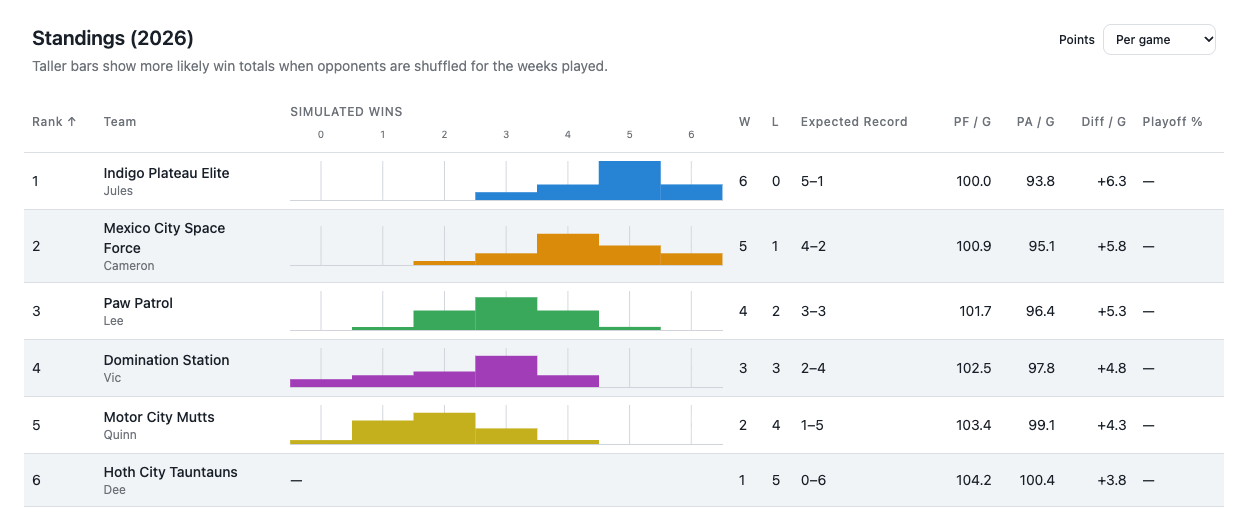 Standings (2026)
Points Per game
Taller bars show more likely win totals when opponents are shuffled for the weeks played.
Rank ↑ Team SIMULATED WINS W L Expected Record PF / G PA / G Diff / G Playoff %
0 1 2 3 4 5 6
1 Indigo Plateau Elite 6 0 5–1 100.0 93.8 +6.3 —
Jules
2 Mexico City Space Force 5 1 4–2 100.9 95.1 +5.8 —
Cameron
3 Paw Patrol 4 2 3–3 101.7 96.4 +5.3 —
Lee
4 Domination Station 3 3 2–4 102.5 97.8 +4.8 —
Vic
5 Motor City Mutts 2 4 1–5 103.4 99.1 +4.3 —
Quinn
6 Hoth City Tauntauns — 1 5 0–6 104.2 100.4 +3.8 —
Dee